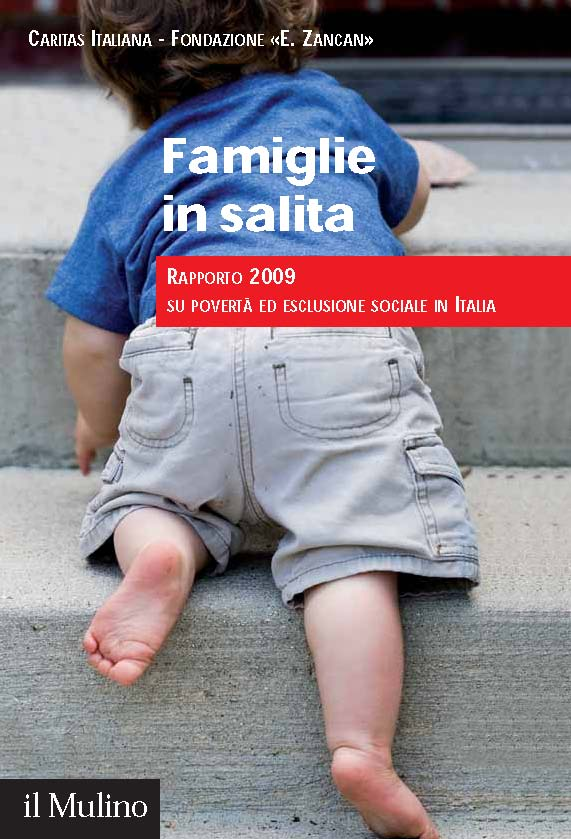 Caritas Italiana - Fondazione «E. Zancan»
Famiglie
in salita
Rapporto 2009
su povertà ed esclusione sociale in Italia
il Mulino